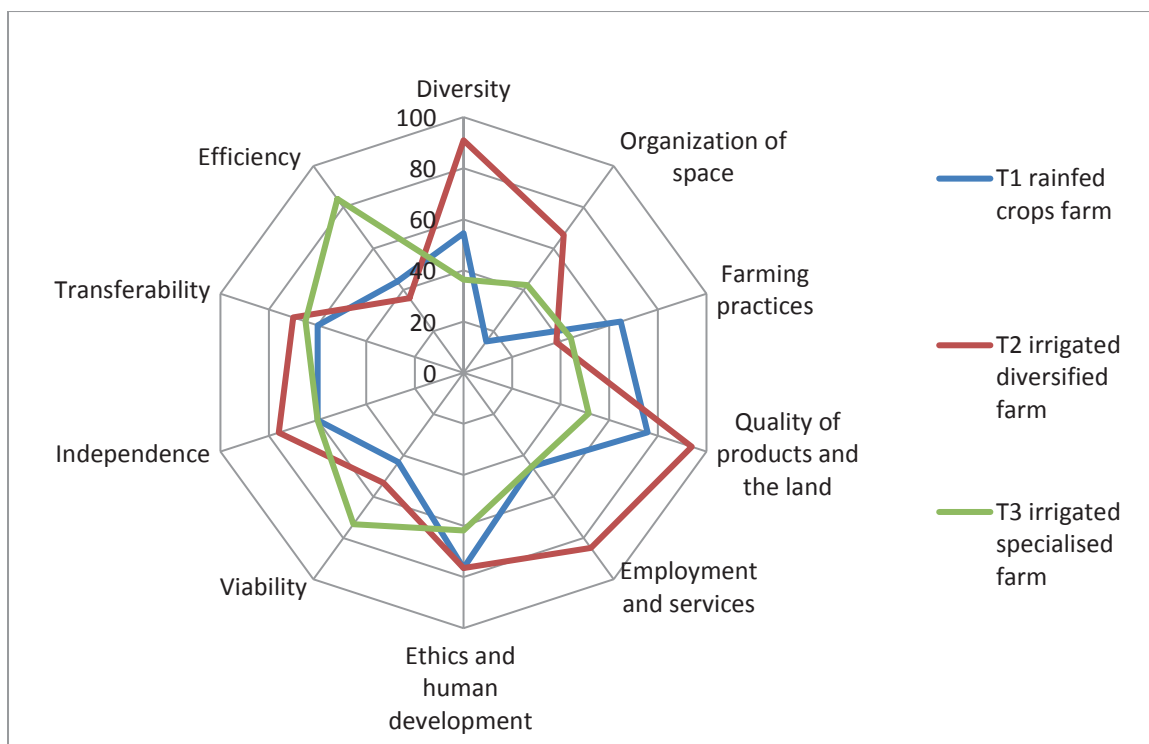 Diversity
100
80
60
40
20
0
Organization of
space
Farming
practices
Quality of
products and
the land
Employment
and services
Ethics and
human
development
Viability
Independence
Transferability
Efficiency
T1 rainfed
crops farm
T2 irrigated
diversified
farm
T3 irrigated
specialised
farm